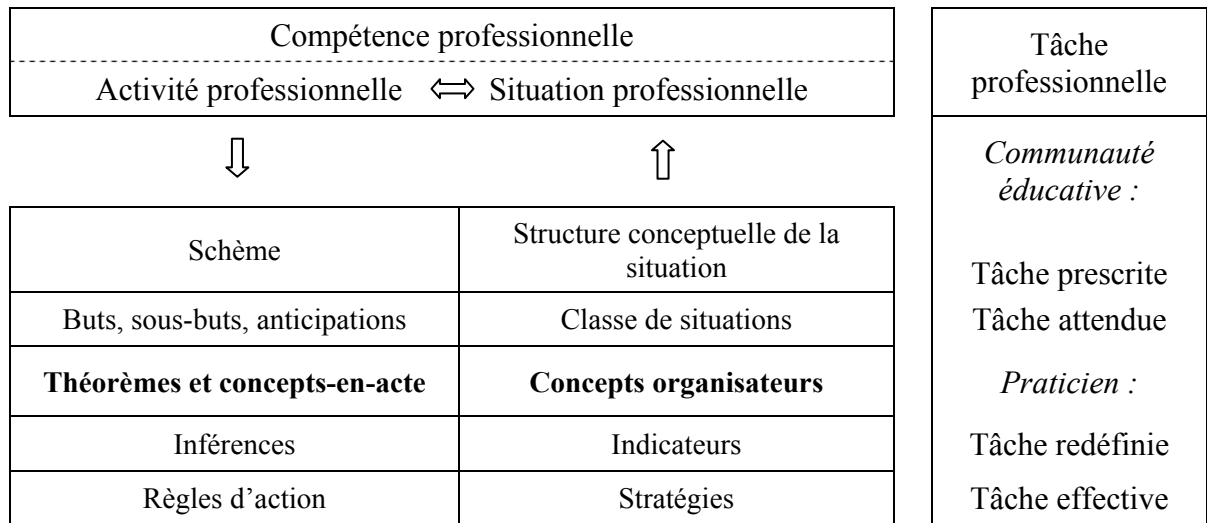 Compétence professionnelle
Activité professionnelle ⇔ Situation professionnelle
Schème
Structure conceptuelle de la
situation
Buts, sous-buts, anticipations
Classe de situations
Théorèmes et concepts-en-acte
Concepts organisateurs
Inférences
Indicateurs
Règles d’action
Stratégies
Tâche
professionnelle
Communauté
éducative :
Tâche prescrite
Tâche attendue
Praticien :
Tâche redéfinie
Tâche effective